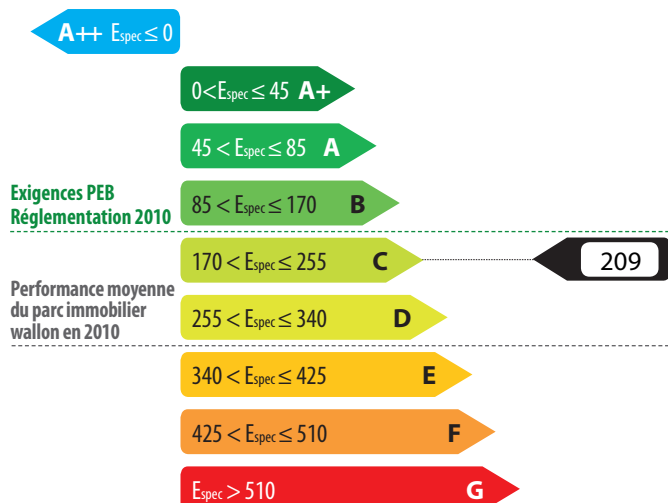 A++ Espec ≤ 0
0<Espec ≤ 45 A+
45 < Espec ≤ 85 A
Exigences PEB
Réglementation 2010
85 < Espec ≤ 170 B
170 < Espec ≤ 255 C
209
Performance moyenne
du parc immobilier
wallon en 2010
255 < Espec ≤ 340 D
340 < Espec ≤ 425 E
425 < Espec ≤ 510 F
Espec > 510 G